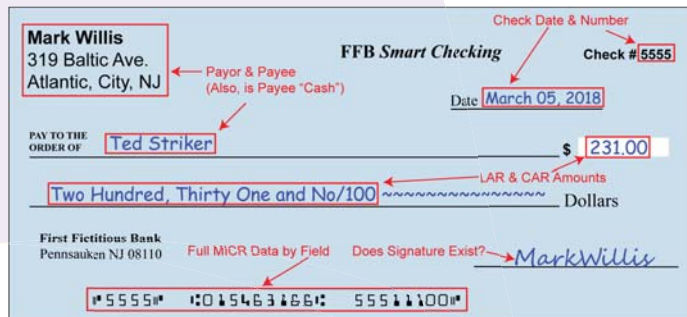 Mark Willis
319 Baltic Ave.
Atlantic, City, NJ
FFB Smart Checking
Check Date & Number
Check # 5555
Payor & Payee
(Also, is Payee “Cash”)
Date March 05, 2018
PAY TO THE
ORDER OF Ted Striker $ 231.00
LAR & CAR Amounts
Two Hundred, Thirty One and No/100 ~~~~~~~~~~~~~~~ Dollars
First Fictitious Bank
Pennsauken NJ 08110
Full MICR Data by Field
Does Signature Exist?
MarkWillis
⑈5555⑈ ⑆015463166⑆ 55511100⑈